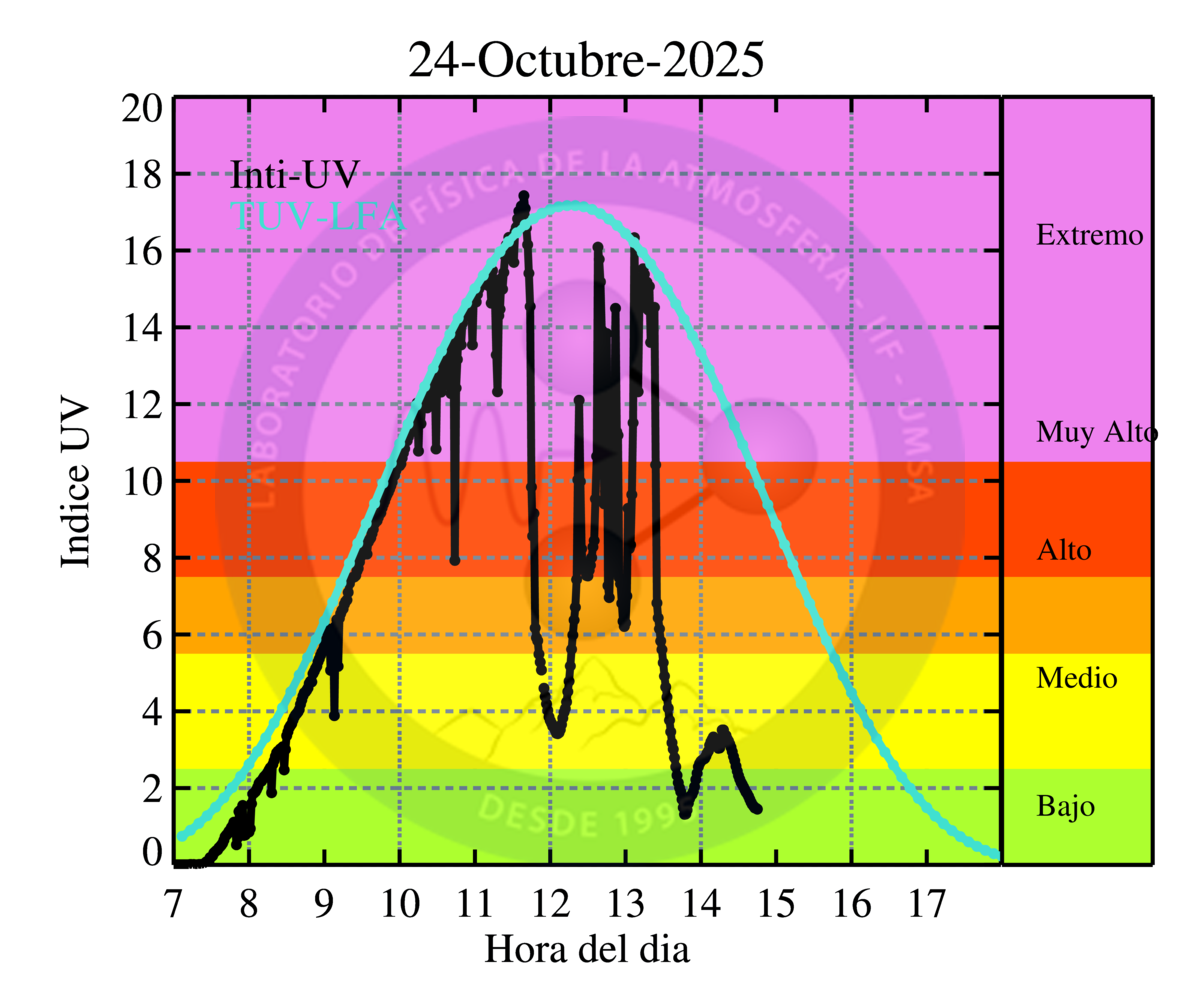 24-Octubre-2025
20
18
16
14
12
10
8
6
4
2
0
Indice UV
Inti-UV
TUV-LFA
LABORATORIO DE FÍSICA DE LA ATMÓSFERA - IIF - UMSA
DESDE 199
Extremo
Muy Alto
Alto
Medio
Bajo
7 8 9 10 11 12 13 14 15 16 17
Hora del dia